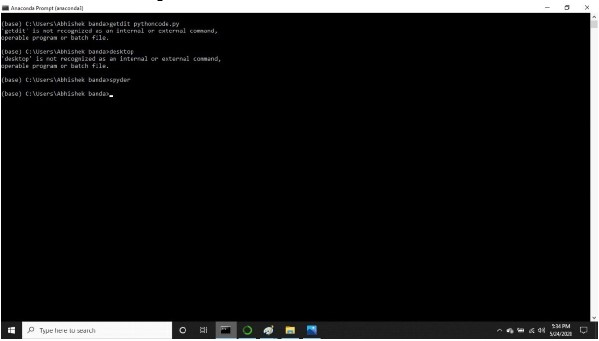 Anaconda Prompt (anaconda3)
(base) C:\Users\Abhishek banda>getdit pythoncode.py
'getdit' is not recognized as an internal or external command,
operable program or batch file.
(base) C:\Users\Abhishek banda>desktop
'desktop' is not recognized as an internal or external command,
operable program or batch file.
(base) C:\Users\Abhishek banda>spyder
(base) C:\Users\Abhishek banda>
Type here to search
5:34 PM
5/24/2020